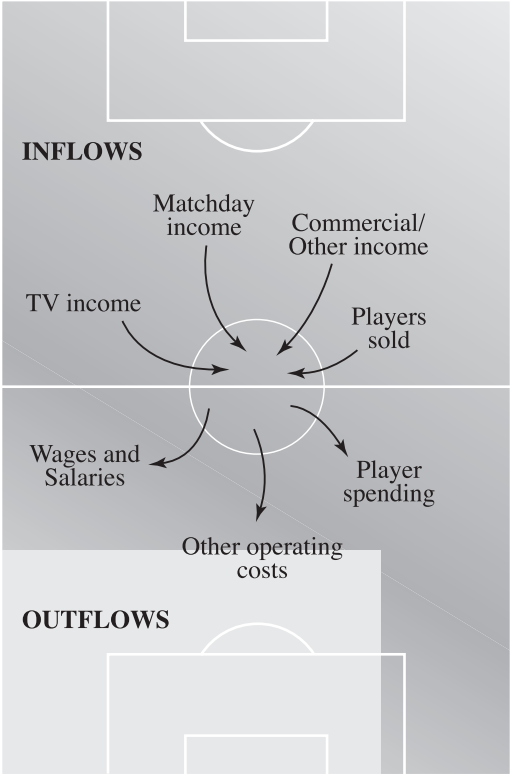 INFLOWS
Matchday
income
Commercial/
Other income
TV income
Players
sold
Wages and
Salaries
Player
spending
Other operating
costs
OUTFLOWS